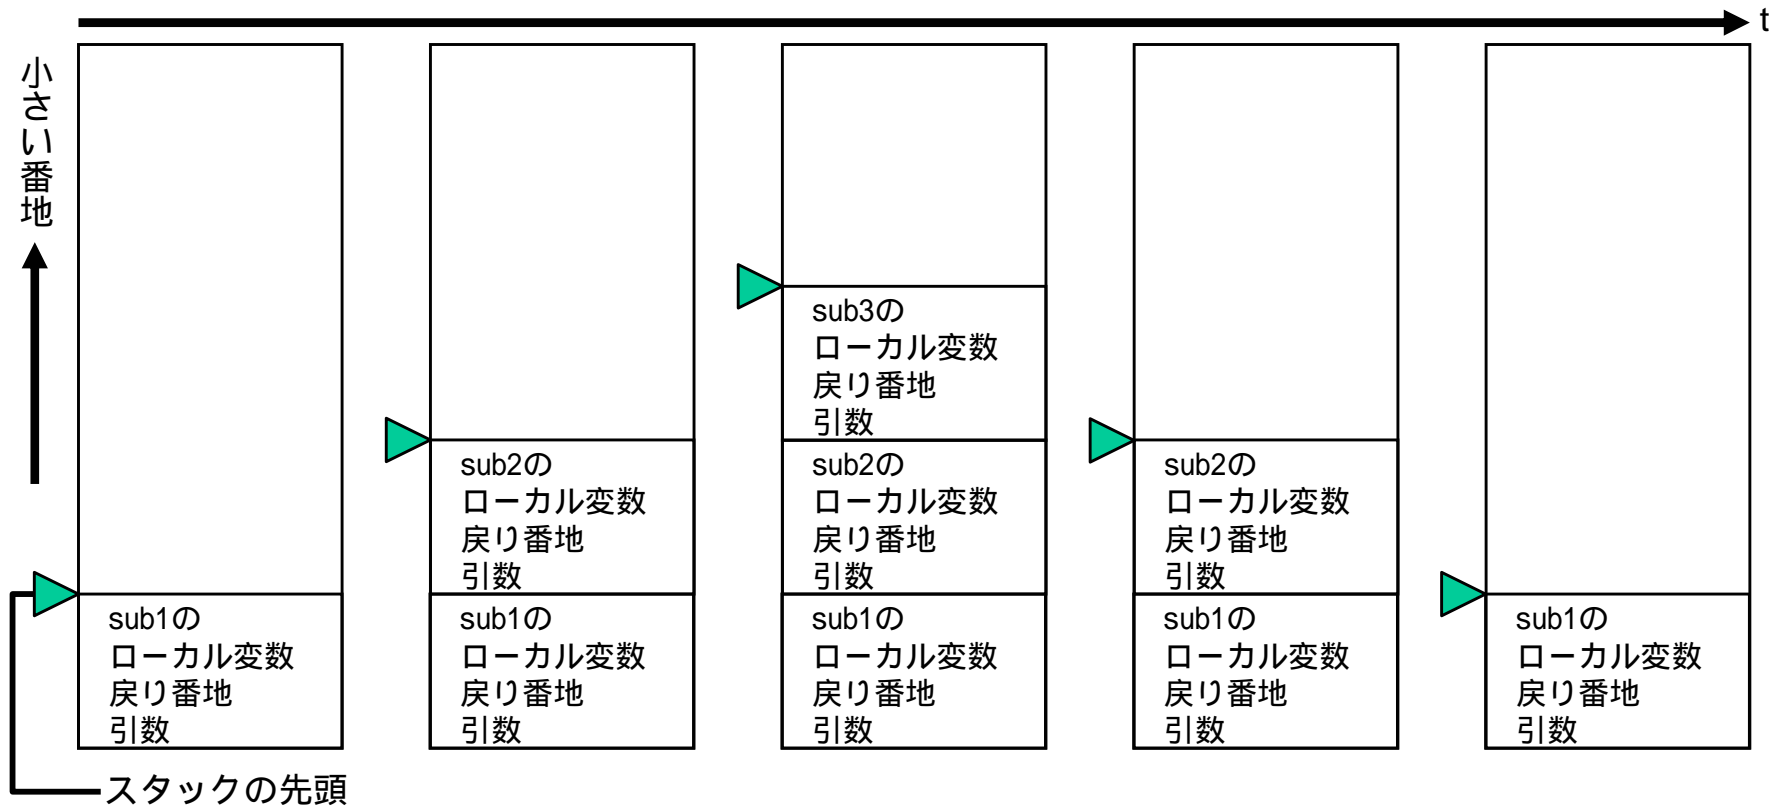 t
小さい番地
sub3の
ローカル変数
戻り番地
引数
sub2の
ローカル変数
戻り番地
引数
sub2の
ローカル変数
戻り番地
引数
sub2の
ローカル変数
戻り番地
引数
sub1の
ローカル変数
戻り番地
引数
sub1の
ローカル変数
戻り番地
引数
sub1の
ローカル変数
戻り番地
引数
sub1の
ローカル変数
戻り番地
引数
sub1の
ローカル変数
戻り番地
引数
スタックの先頭